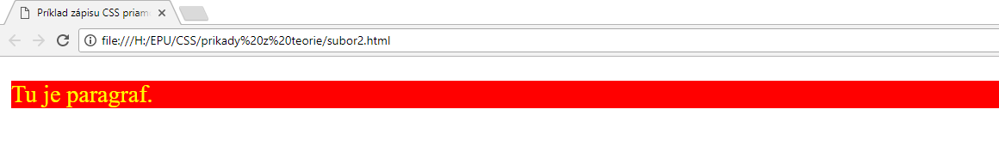 Príklad zápisu CSS priam
file:///H:/EPU/CSS/prikady%20z%20teorie/subor2.html
Tu je paragraf.